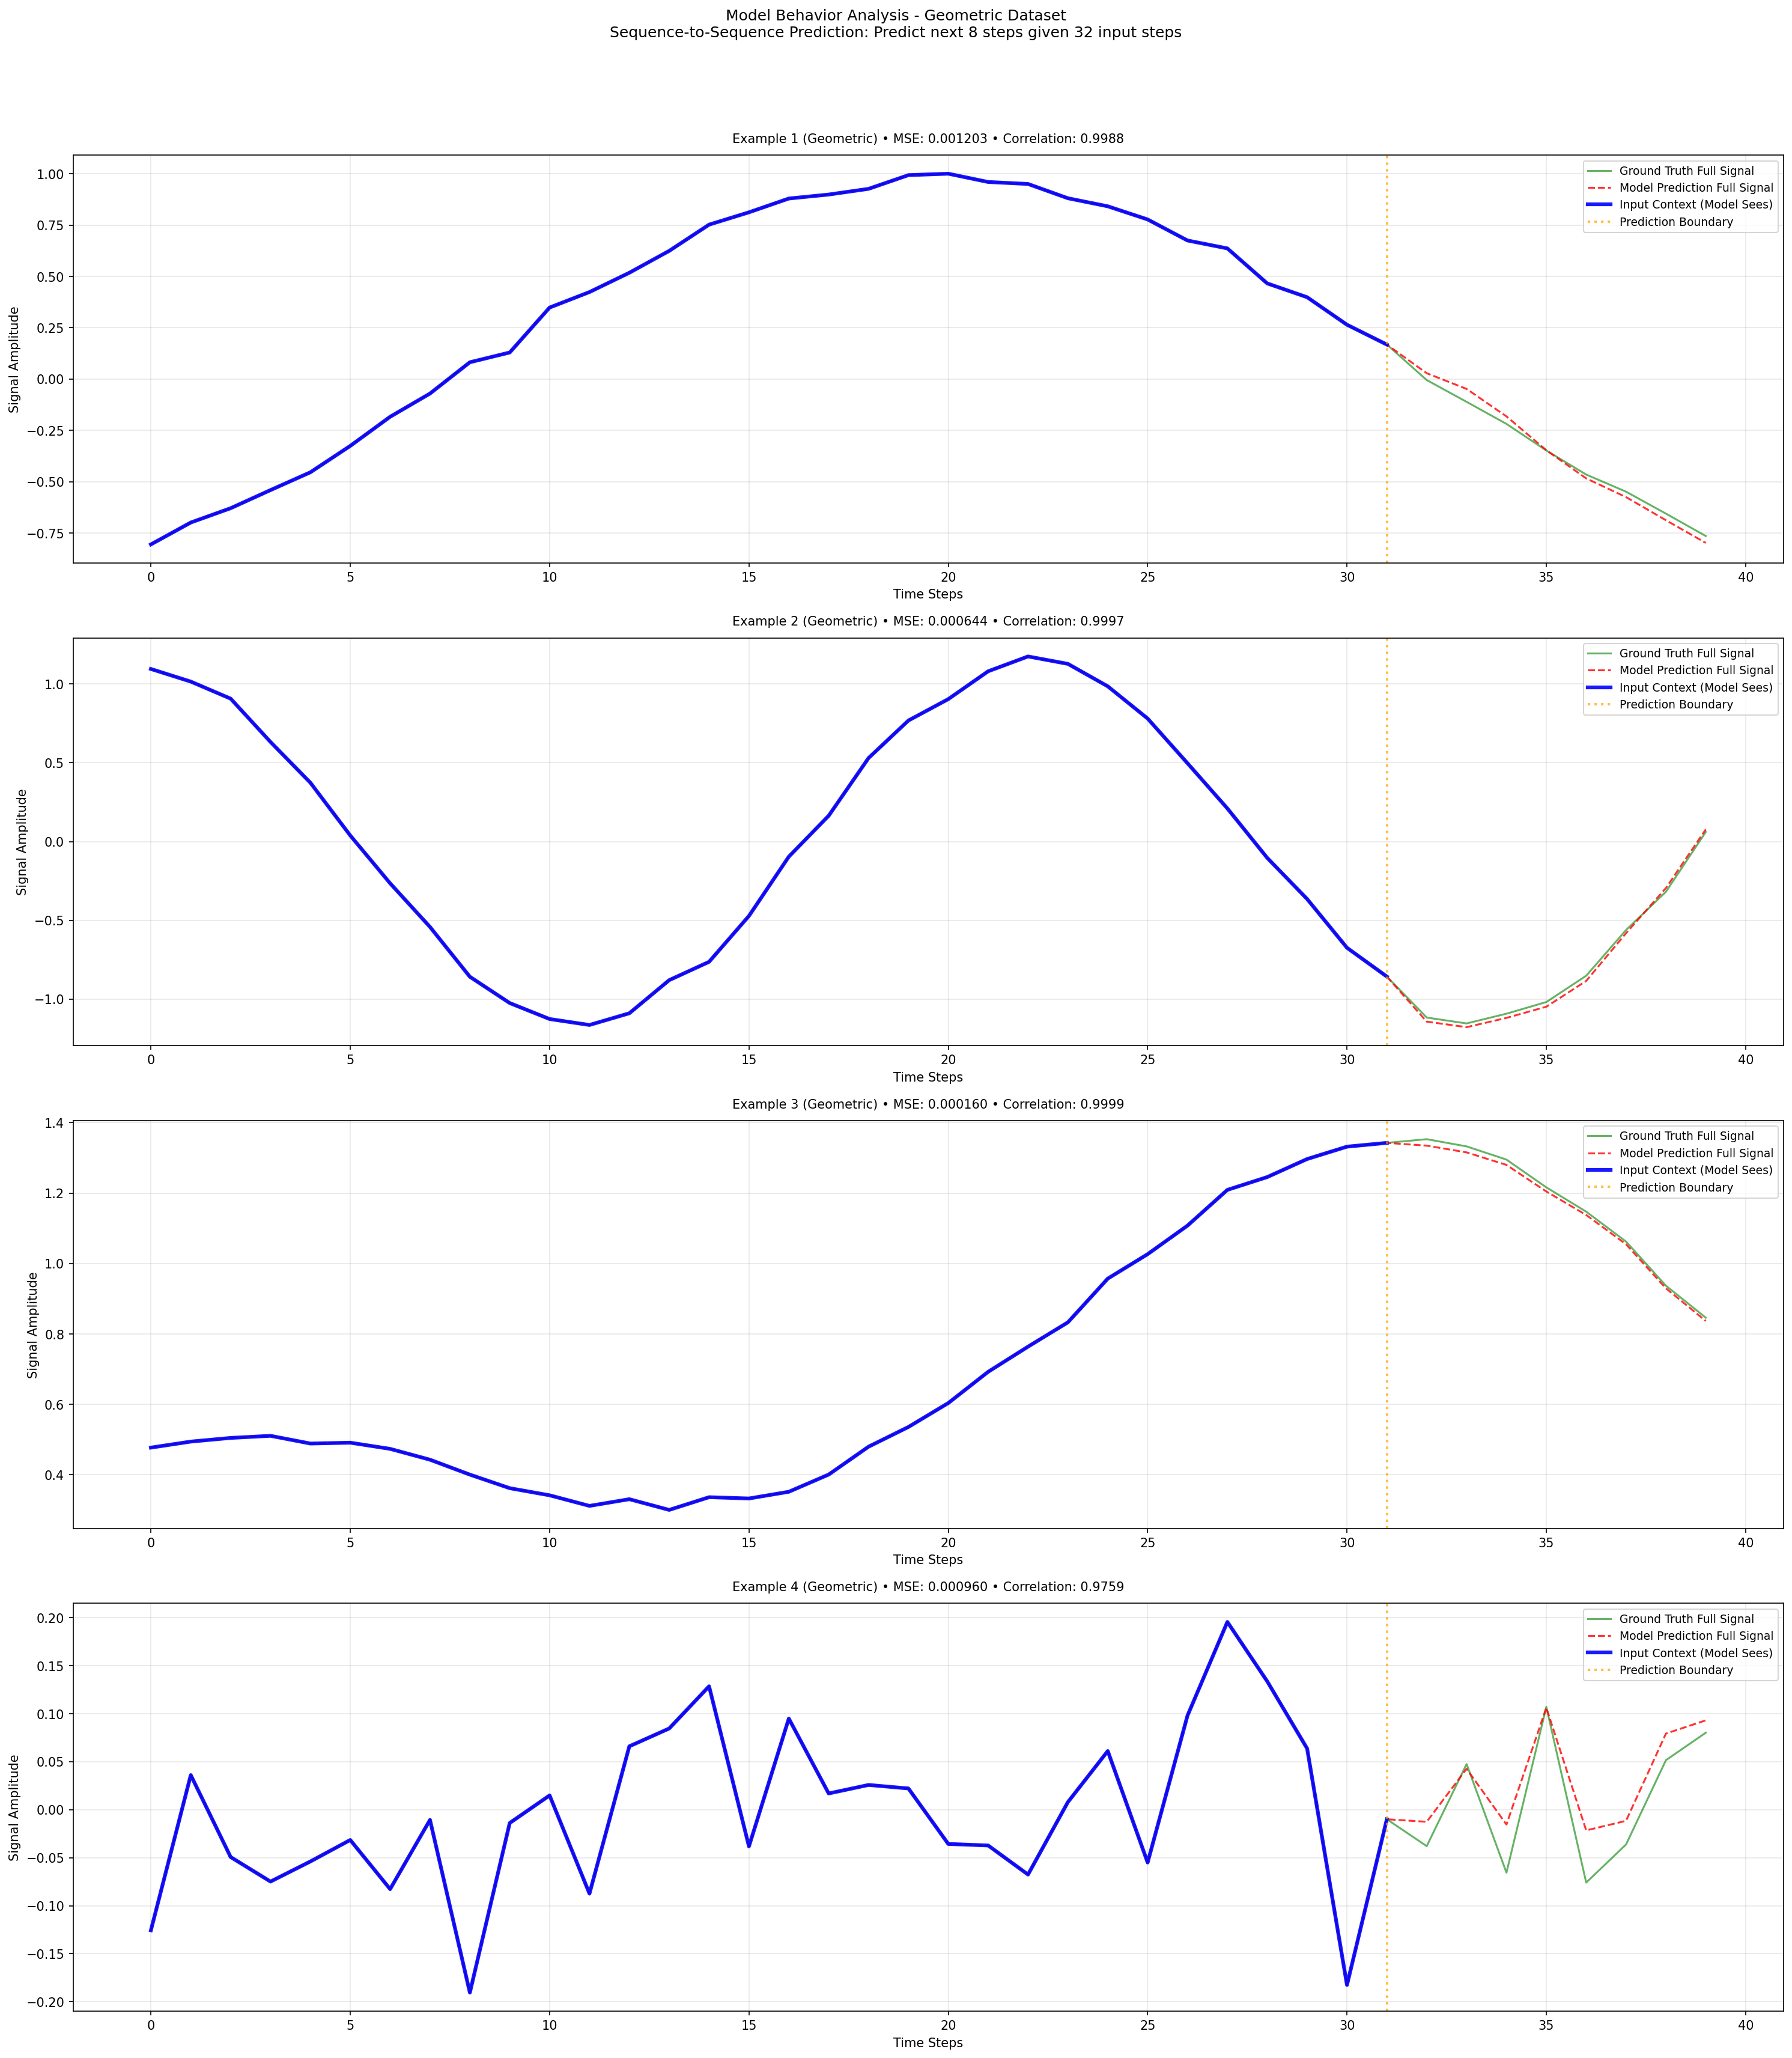 Model Behavior Analysis - Geometric Dataset
Sequence-to-Sequence Prediction: Predict next 8 steps given 32 input steps
Example 1 (Geometric) • MSE: 0.001203 • Correlation: 0.9988
Signal Amplitude
1.00
0.75
0.50
0.25
0.00
−0.25
−0.50
−0.75
Ground Truth Full Signal
Model Prediction Full Signal
Input Context (Model Sees)
Prediction Boundary
0 5 10 15 20 25 30 35 40
Time Steps
Example 2 (Geometric) • MSE: 0.000644 • Correlation: 0.9997
Signal Amplitude
1.0
0.5
0.0
−0.5
−1.0
Ground Truth Full Signal
Model Prediction Full Signal
Input Context (Model Sees)
Prediction Boundary
0 5 10 15 20 25 30 35 40
Time Steps
Example 3 (Geometric) • MSE: 0.000160 • Correlation: 0.9999
Signal Amplitude
1.4
1.2
1.0
0.8
0.6
0.4
Ground Truth Full Signal
Model Prediction Full Signal
Input Context (Model Sees)
Prediction Boundary
0 5 10 15 20 25 30 35 40
Time Steps
Example 4 (Geometric) • MSE: 0.000960 • Correlation: 0.9759
Signal Amplitude
0.20
0.15
0.10
0.05
0.00
−0.05
−0.10
−0.15
−0.20
Ground Truth Full Signal
Model Prediction Full Signal
Input Context (Model Sees)
Prediction Boundary
0 5 10 15 20 25 30 35 40
Time Steps